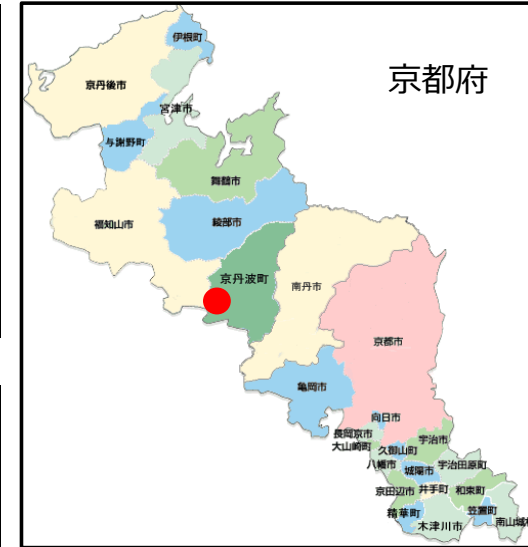 京都府
伊根町
京丹後市
宮津市
与謝野町
舞鶴市
福知山市
綾部市
京丹波町
南丹市
京都市
亀岡市
向日市
長岡京市
宇治市
大山崎町
久御山町
八幡市
城陽市
宇治田原町
京田辺市
井手町
和束町
精華町
笠置町
木津川市
南山城村